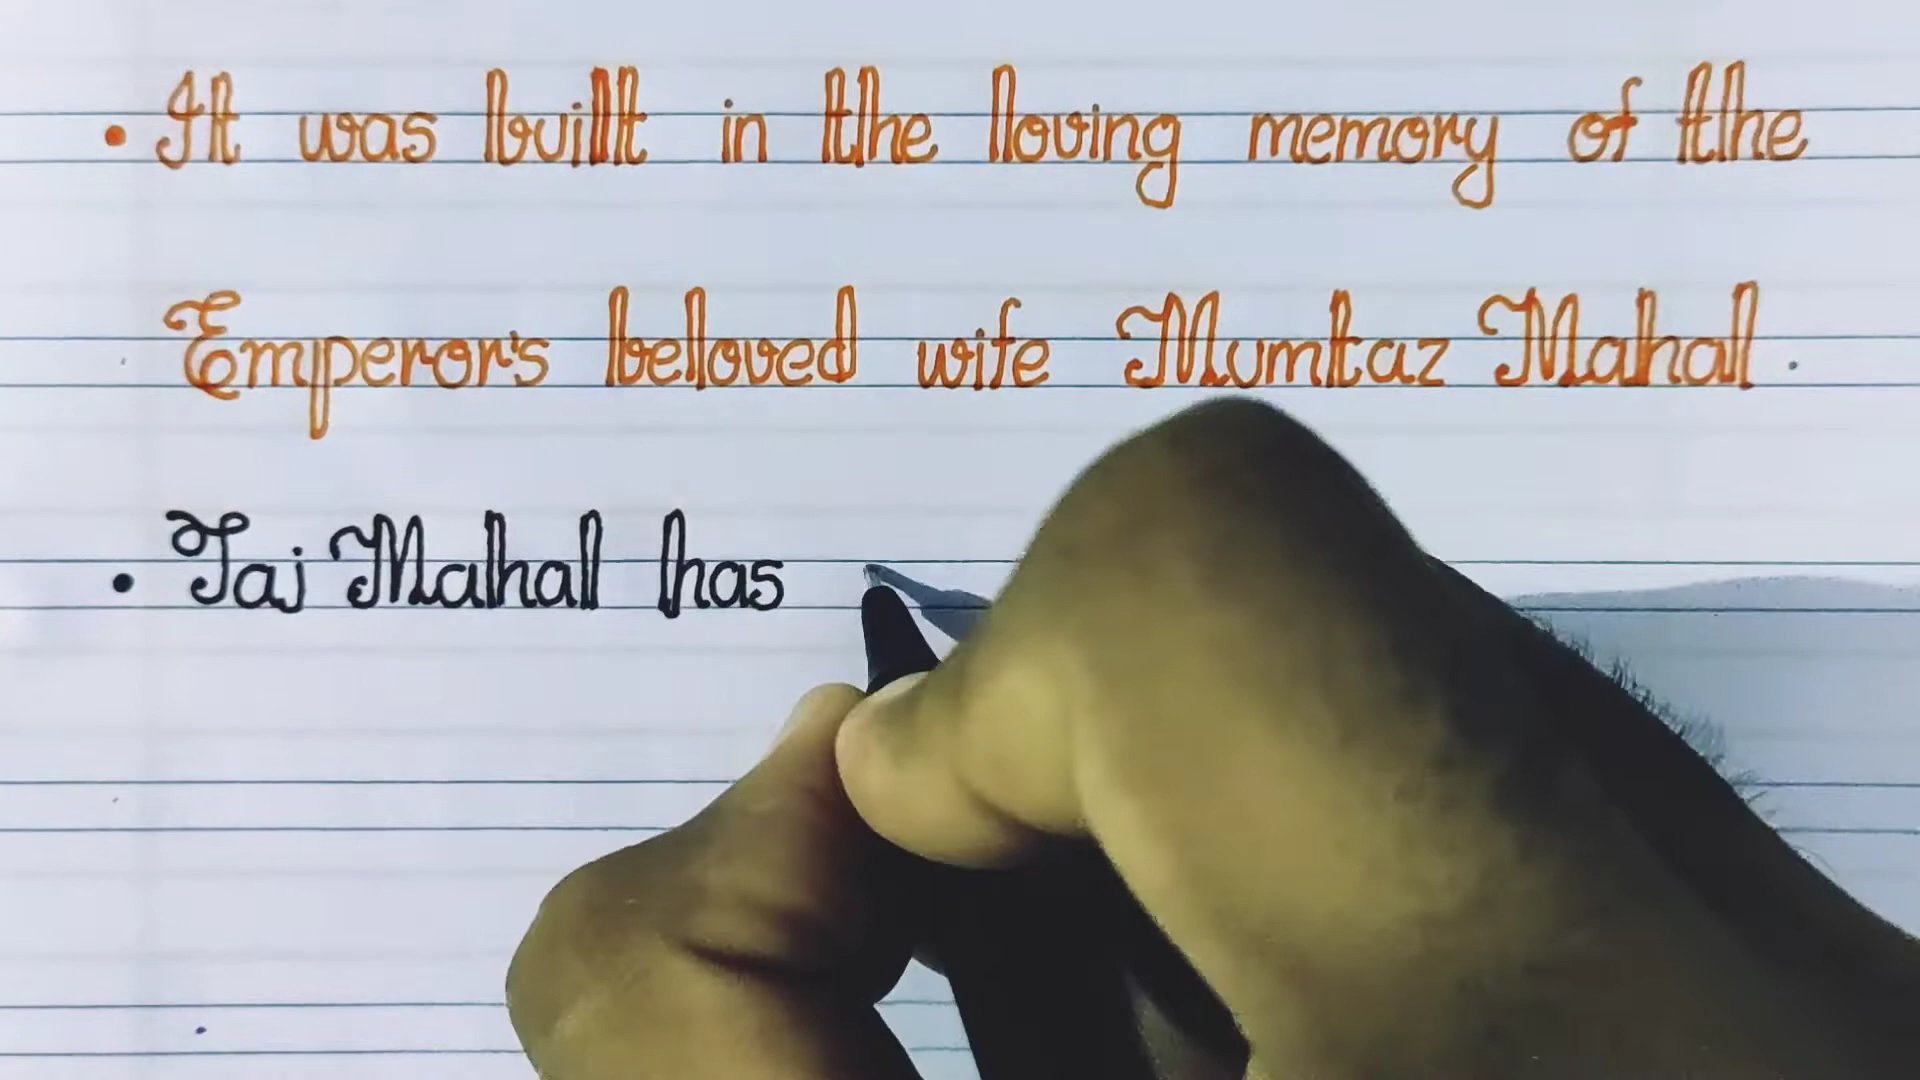 • It was built in the loving memory of the
Emperor's beloved wife Mumtaz Mahal.
• Taj Mahal has